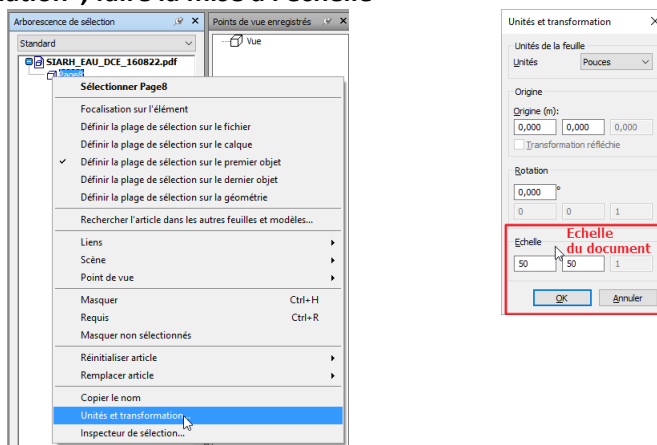 faire la mise à l'échelle
Arborescence de sélection
Standard
SIARH_EAU_DCE_160822.pdf
Page8
Sélectionner Page8
Focalisation sur l'élément
Définir la plage de sélection sur le fichier
Définir la plage de sélection sur le calque
Définir la plage de sélection sur le premier objet
Définir la plage de sélection sur le dernier objet
Définir la plage de sélection sur la géométrie
Rechercher l'article dans les autres feuilles et modèles...
Liens
Scène
Point de vue
Masquer Ctrl+H
Requis Ctrl+R
Masquer non sélectionnés
Réinitialiser article
Remplacer article
Copier le nom
Unités et transformation...
Inspecteur de sélection...
Points de vue enregistrés
Vue
Unités et transformation
Unités de la feuille
Unités Pouces
Origine
Origine (m):
0,000 0,000 0,000
Transformation réfléchie
Rotation
0,000 °
0 0 1
Echelle
Echelle
du document
50 50 1
OK Annuler